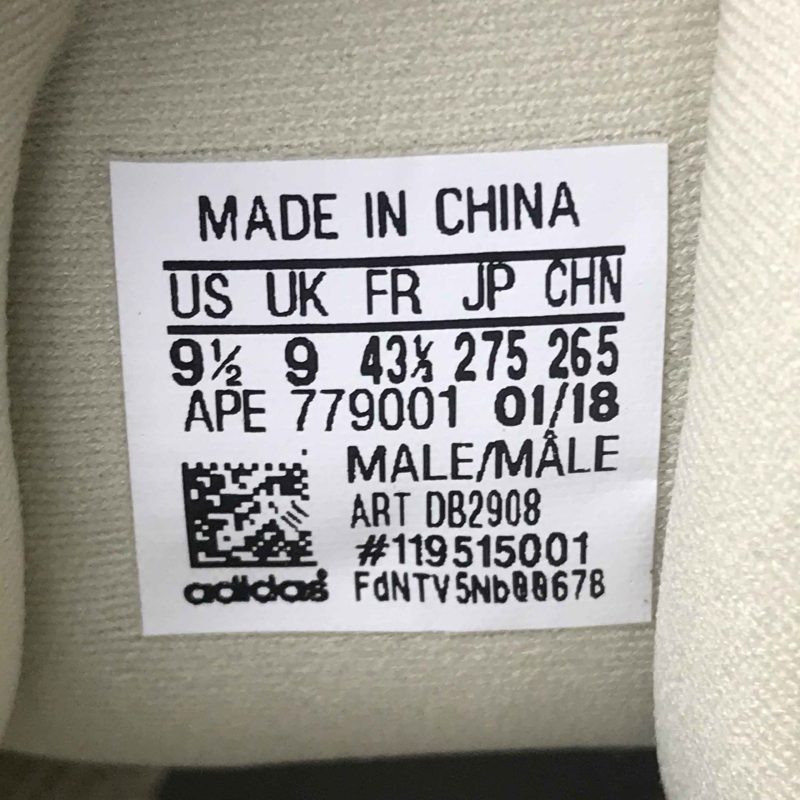 MADE IN CHINA
US UK FR JP CHN
9½ 9 43⅓ 275 265
APE 779001 01/18
MALE/MÂLE
ART DB2908
#119515001
adidas FdNTV5Nb00678